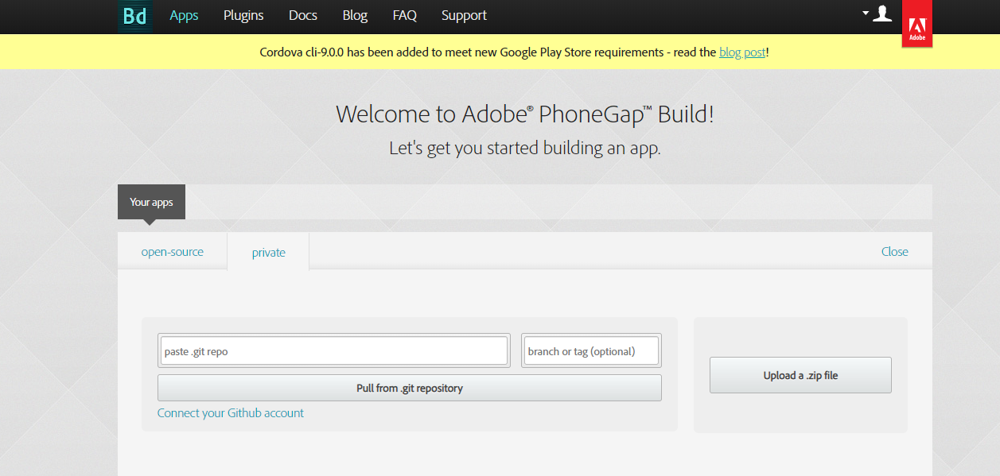 Bd Apps Plugins Docs Blog FAQ Support
Adobe
Cordova cli-9.0.0 has been added to meet new Google Play Store requirements - read the blog post!
Welcome to Adobe® PhoneGap™ Build!
Let's get you started building an app.
Your apps
open-source private Close
paste .git repo branch or tag (optional)
Upload a .zip file
Pull from .git repository
Connect your Github account